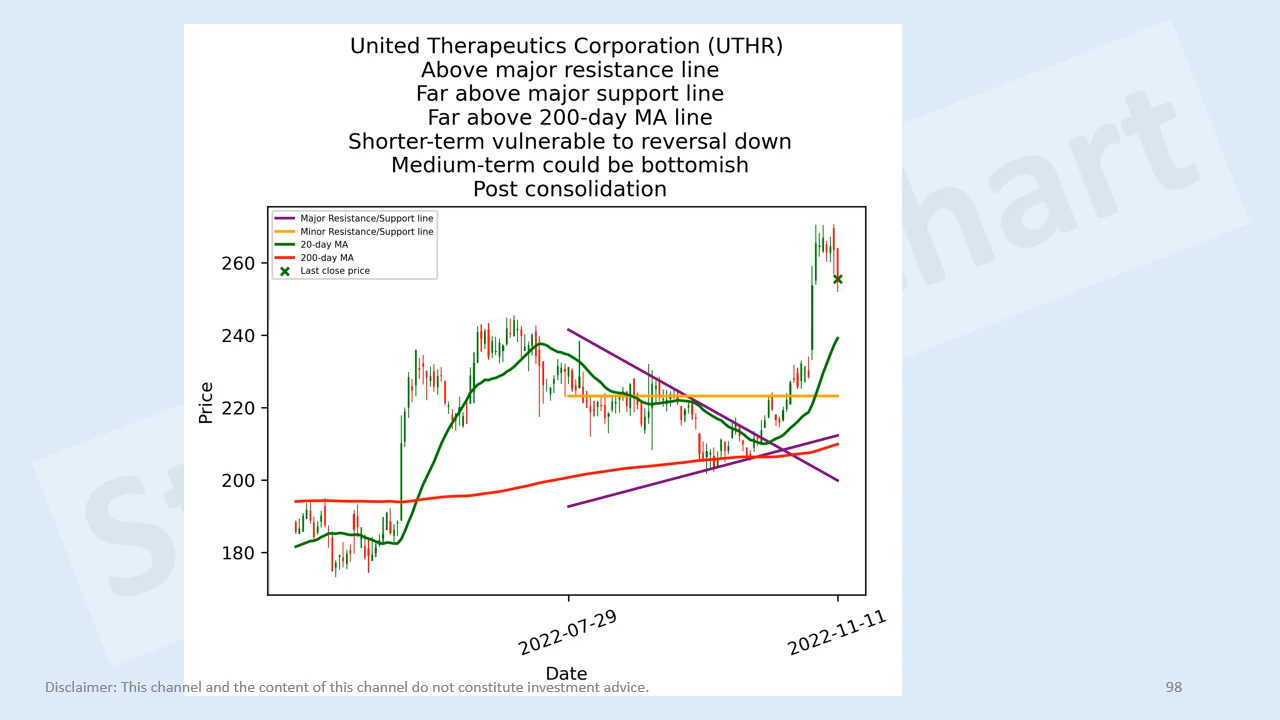 United Therapeutics Corporation (UTHR)
Above major resistance line
Far above major support line
Far above 200-day MA line
Shorter-term vulnerable to reversal down
Medium-term could be bottomish
Post consolidation
Major Resistance/Support line
Minor Resistance/Support line
20-day MA
200-day MA
Last close price
260
240
220
200
180
Price
2022-07-29
2022-11-11
Date
Disclaimer: This channel and the content of this channel do not constitute investment advice.
98